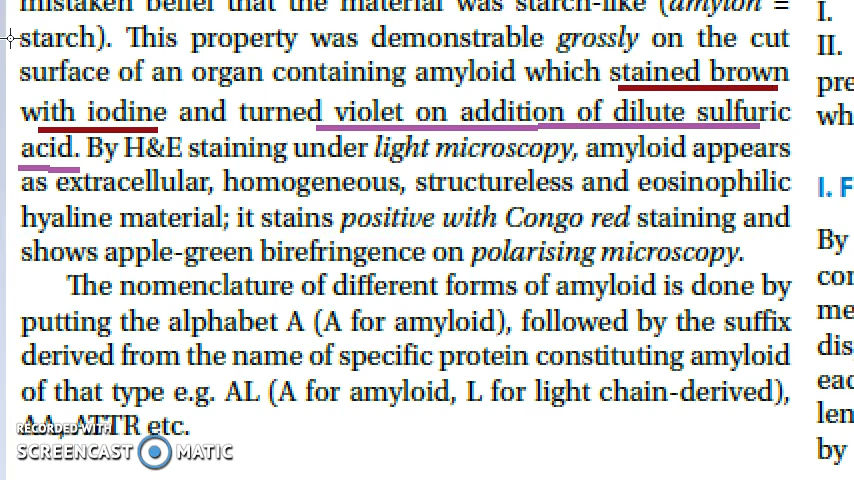 mistaken belief that the material was starch-like (amylon =
starch). This property was demonstrable grossly on the cut
surface of an organ containing amyloid which stained brown
with iodine and turned violet on addition of dilute sulfuric
acid. By H&E staining under light microscopy, amyloid appears
as extracellular, homogeneous, structureless and eosinophilic
hyaline material; it stains positive with Congo red staining and
shows apple-green birefringence on polarising microscopy.
The nomenclature of different forms of amyloid is done by
putting the alphabet A (A for amyloid), followed by the suffix
derived from the name of specific protein constituting amyloid
of that type e.g. AL (A for amyloid, L for light chain-derived),
AA, ATTR etc.
I.
II.
pre
wh
I. F
By
con
me
dis
eac
len
by
RECORDED WITH
SCREENCAST MATIC